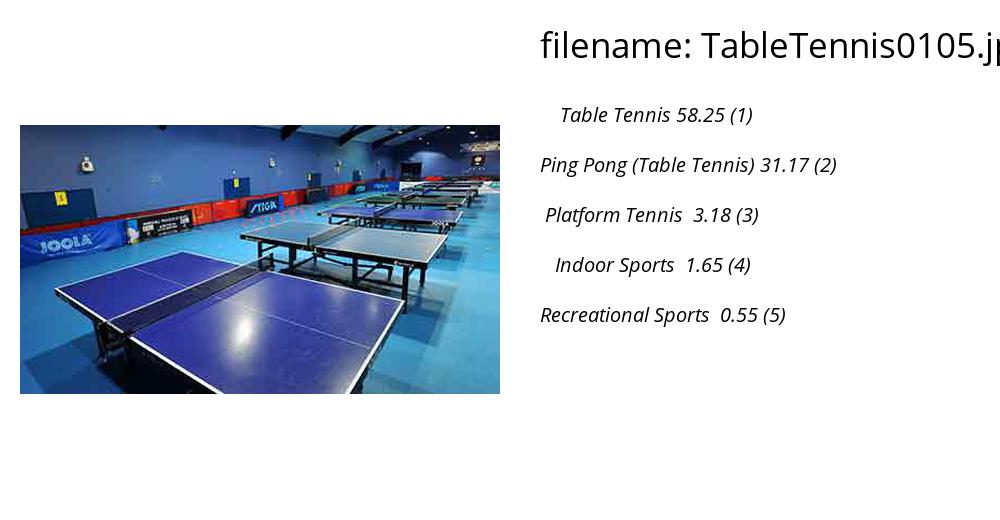 filename: TableTennis0105.jp
Table Tennis 58.25 (1)
Ping Pong (Table Tennis) 31.17 (2)
Platform Tennis 3.18 (3)
Indoor Sports 1.65 (4)
Recreational Sports 0.55 (5)
JOOLA
STIGA